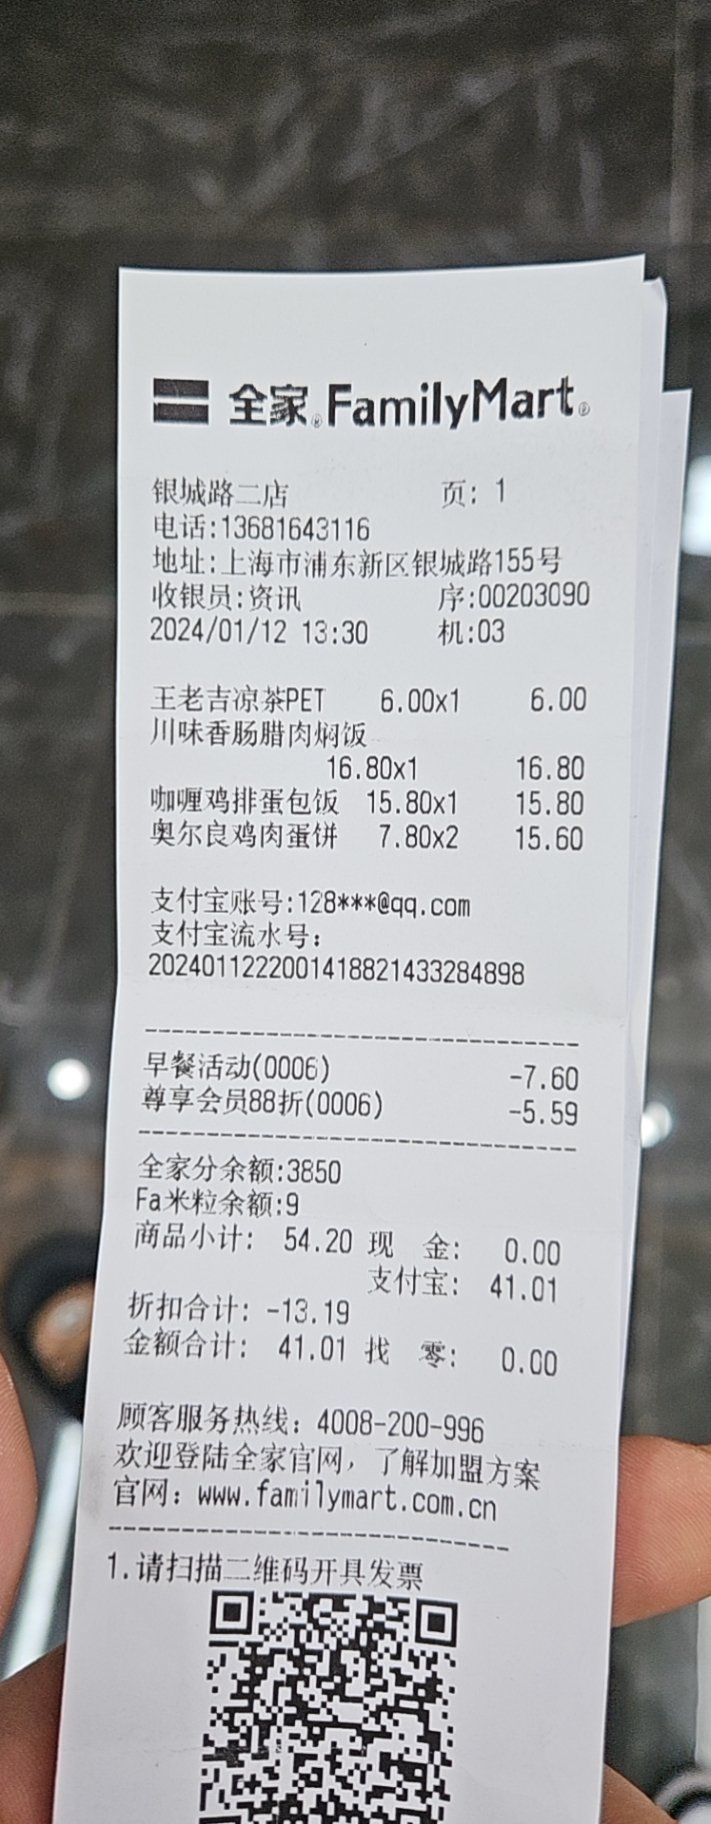 全家 FamilyMart
银城路二店 页: 1
电话:13681643116
地址:上海市浦东新区银城路155号
收银员:资讯 序:00203090
2024/01/12 13:30 机:03
王老吉凉茶PET 6.00x1 6.00
川味香肠腊肉焖饭
16.80x1 16.80
咖喱鸡排蛋包饭 15.80x1 15.80
奥尔良鸡肉蛋饼 7.80x2 15.60
支付宝账号:128***@qq.com
支付宝流水号:
2024011222001418821433284898
早餐活动(0006) -7.60
尊享会员88折(0006) -5.59
全家分余额:3850
Fa米粒余额:9
商品小计: 54.20 现 金: 0.00
支付宝: 41.01
折扣合计: -13.19
金额合计: 41.01 找 零: 0.00
顾客服务热线: 4008-200-996
欢迎登陆全家官网，了解加盟方案
官网: www.familymart.com.cn
1.请扫描二维码开具发票